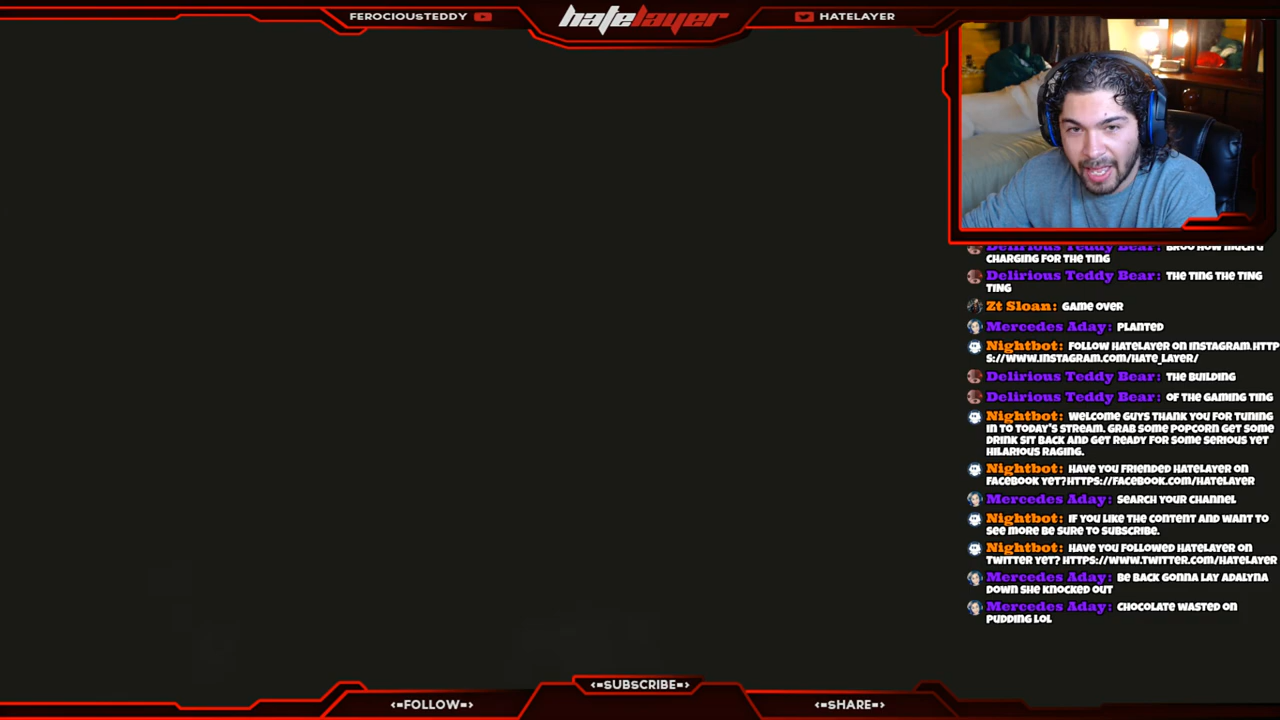 FEROCIOUSTEDDY
hatelayer
HATELAYER
Delirious Teddy Bear: BROO HOW MUCH U
CHARGING FOR THE TING
Delirious Teddy Bear: THE TING THE TING
TING
Zt Sloan: GAME OVER
Mercedes Aday: PLANTED
Nightbot: FOLLOW HATELAYER ON INSTAGRAM.HTTP
S://WWW.INSTAGRAM.COM/HATE_LAYER/
Delirious Teddy Bear: THE BUILDING
Delirious Teddy Bear: OF THE GAMING TING
Nightbot: WELCOME GUYS THANK YOU FOR TUNING
IN TO TODAY'S STREAM. GRAB SOME POPCORN GET SOME
DRINK SIT BACK AND GET READY FOR SOME SERIOUS YET
HILARIOUS RAGING.
Nightbot: HAVE YOU FRIENDED HATELAYER ON
FACEBOOK YET?HTTPS://FACEBOOK.COM/HATELAYER
Mercedes Aday: SEARCH YOUR CHANNEL
Nightbot: IF YOU LIKE THE CONTENT AND WANT TO
SEE MORE BE SURE TO SUBSCRIBE.
Nightbot: HAVE YOU FOLLOWED HATELAYER ON
TWITTER YET? HTTPS://WWW.TWITTER.COM/HATELAYER
Mercedes Aday: BE BACK GONNA LAY ADALYNA
DOWN SHE KNOCKED OUT
Mercedes Aday: CHOCOLATE WASTED ON
PUDDING LOL
<=FOLLOW=>
<=SUBSCRIBE=>
<=SHARE=>